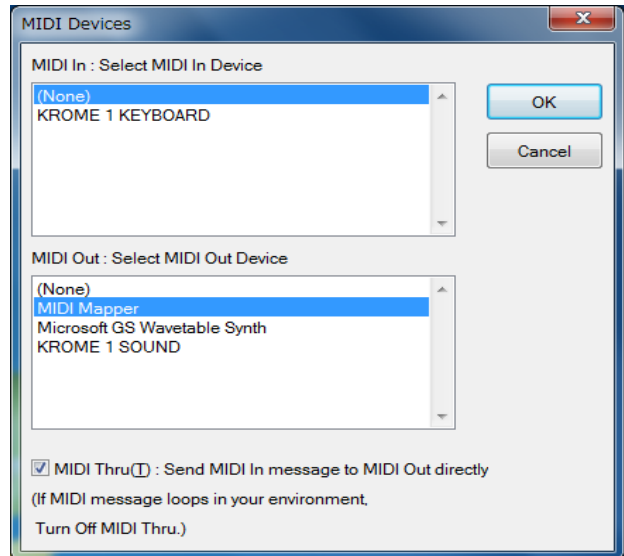 MIDI Devices
MIDI In : Select MIDI In Device
(None)
KROME 1 KEYBOARD
OK
Cancel
MIDI Out : Select MIDI Out Device
(None)
MIDI Mapper
Microsoft GS Wavetable Synth
KROME 1 SOUND
MIDI Thru(T) : Send MIDI In message to MIDI Out directly
(If MIDI message loops in your environment,
Turn Off MIDI Thru.)